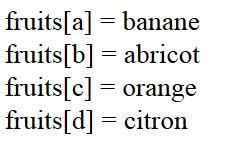 fruits[a] = banane
fruits[b] = abricot
fruits[c] = orange
fruits[d] = citron